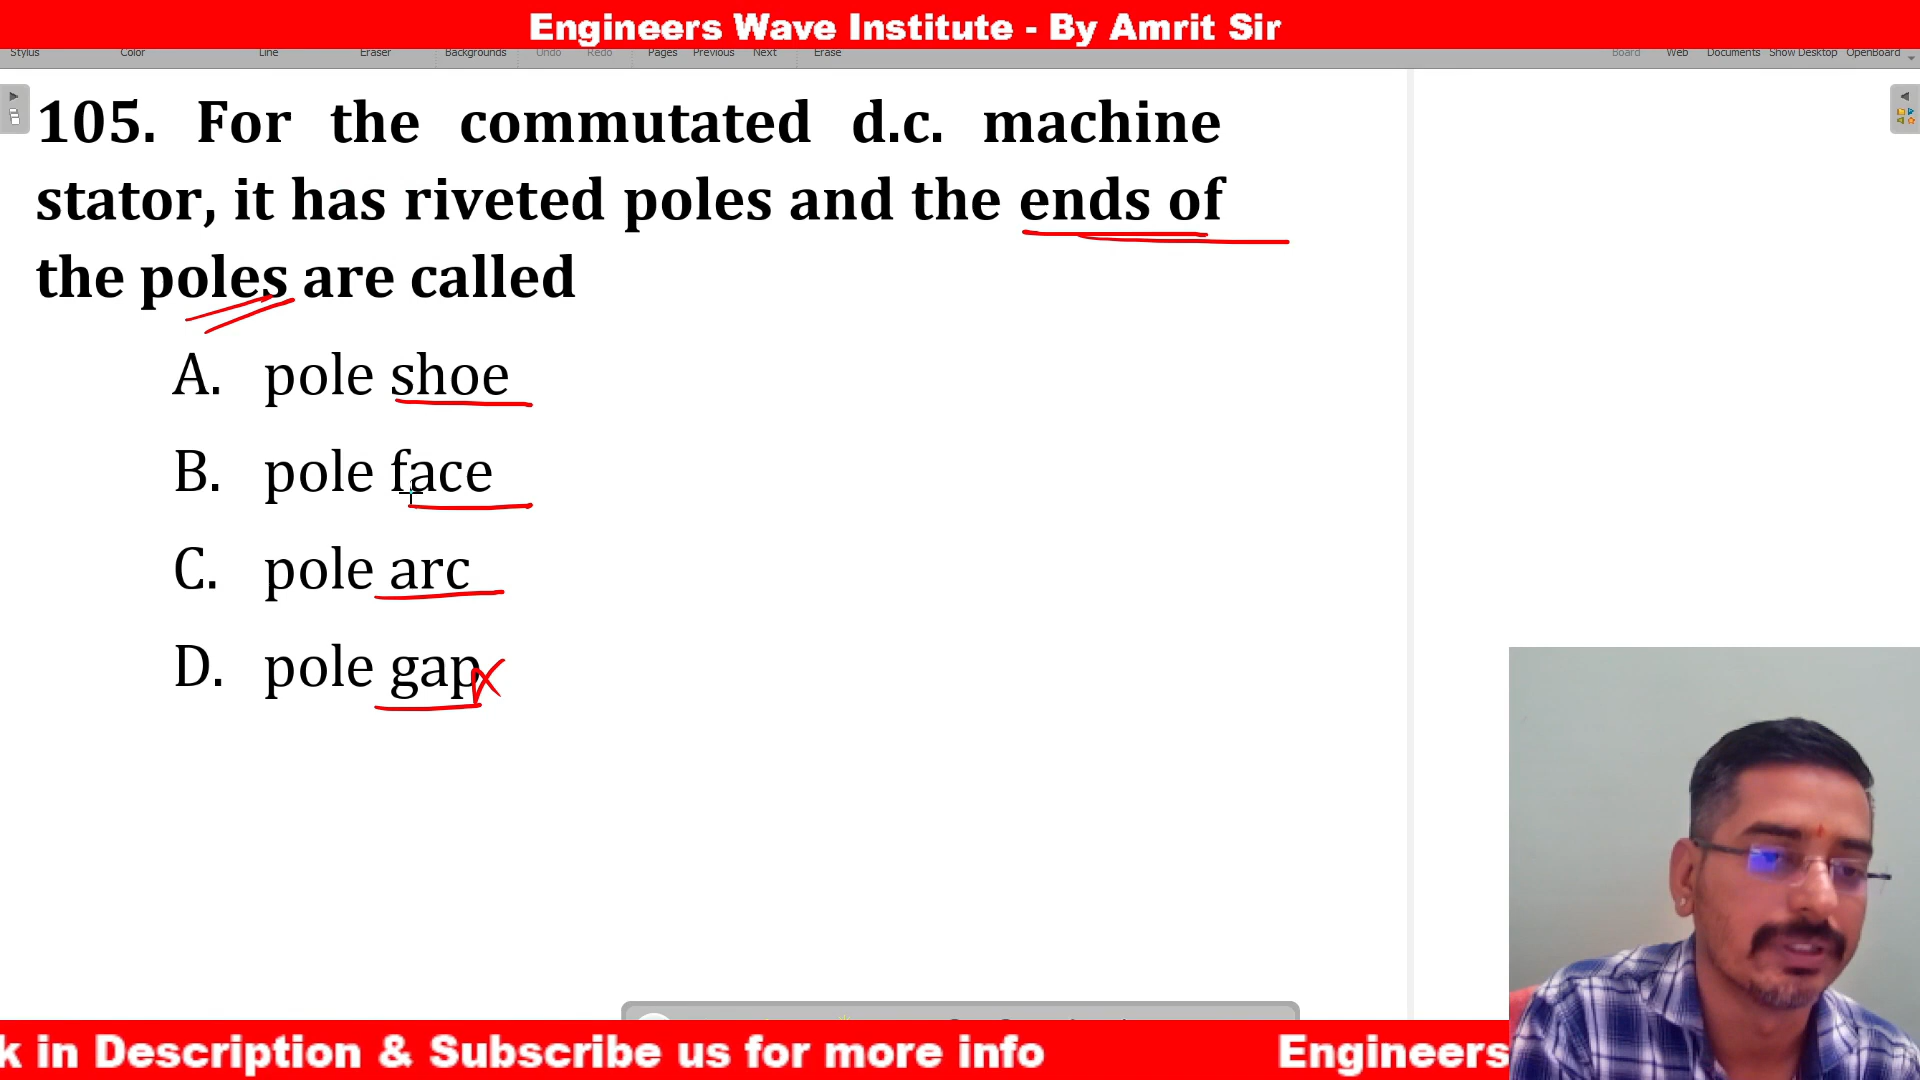 Engineers Wave Institute - By Amrit Sir
Stylus Color Line Eraser Backgrounds Undo Redo Pages Previous Next Erase Board Web Documents Show Desktop OpenBoard
105. For the commutated d.c. machine
stator, it has riveted poles and the ends of
the poles are called
A. pole shoe
B. pole face
C. pole arc
D. pole gap
k in Description & Subscribe us for more info Engineers